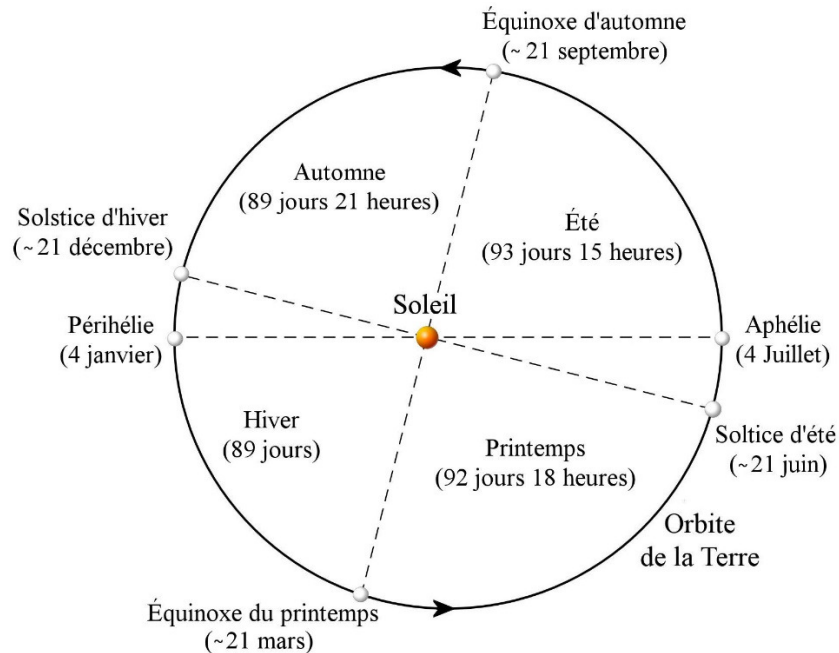 Équinoxe d'automne
(~ 21 septembre)
Automne
(89 jours 21 heures)
Été
(93 jours 15 heures)
Solstice d'hiver
(~21 décembre)
Soleil
Périhélie
(4 janvier)
Aphélie
(4 Juillet)
Hiver
(89 jours)
Printemps
(92 jours 18 heures)
Soltice d'été
(~21 juin)
Orbite
de la Terre
Équinoxe du printemps
(~21 mars)